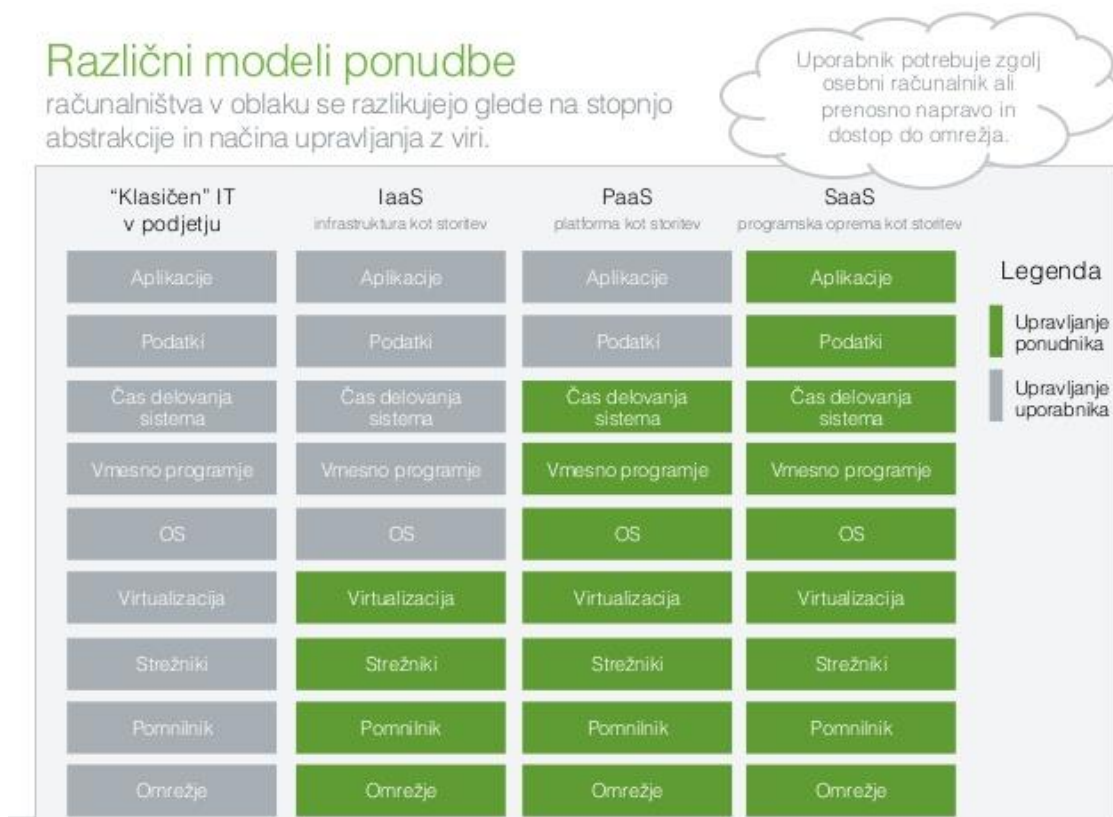 Različni modeli ponudbe
računalništva v oblaku se razlikujejo glede na stopnjo
abstrakcije in načina upravljanja z viri.
Uporabnik potrebuje zgolj
osebni računalnik ali
prenosno napravo in
dostop do omrežja.
"Klasičen" IT
v podjetju
IaaS
infrastruktura kot storitev
PaaS
platforma kot storitev
SaaS
programska oprema kot storitev
Aplikacije
Aplikacije
Aplikacije
Aplikacije
Podatki
Podatki
Podatki
Podatki
Čas delovanja
sistema
Čas delovanja
sistema
Čas delovanja
sistema
Čas delovanja
sistema
Vmesno programje
Vmesno programje
Vmesno programje
Vmesno programje
OS
OS
OS
OS
Virtualizacija
Virtualizacija
Virtualizacija
Virtualizacija
Strežniki
Strežniki
Strežniki
Strežniki
Pomnilnik
Pomnilnik
Pomnilnik
Pomnilnik
Omrežje
Omrežje
Omrežje
Omrežje
Legenda
Upravljanje
ponudnika
Upravljanje
uporabnika